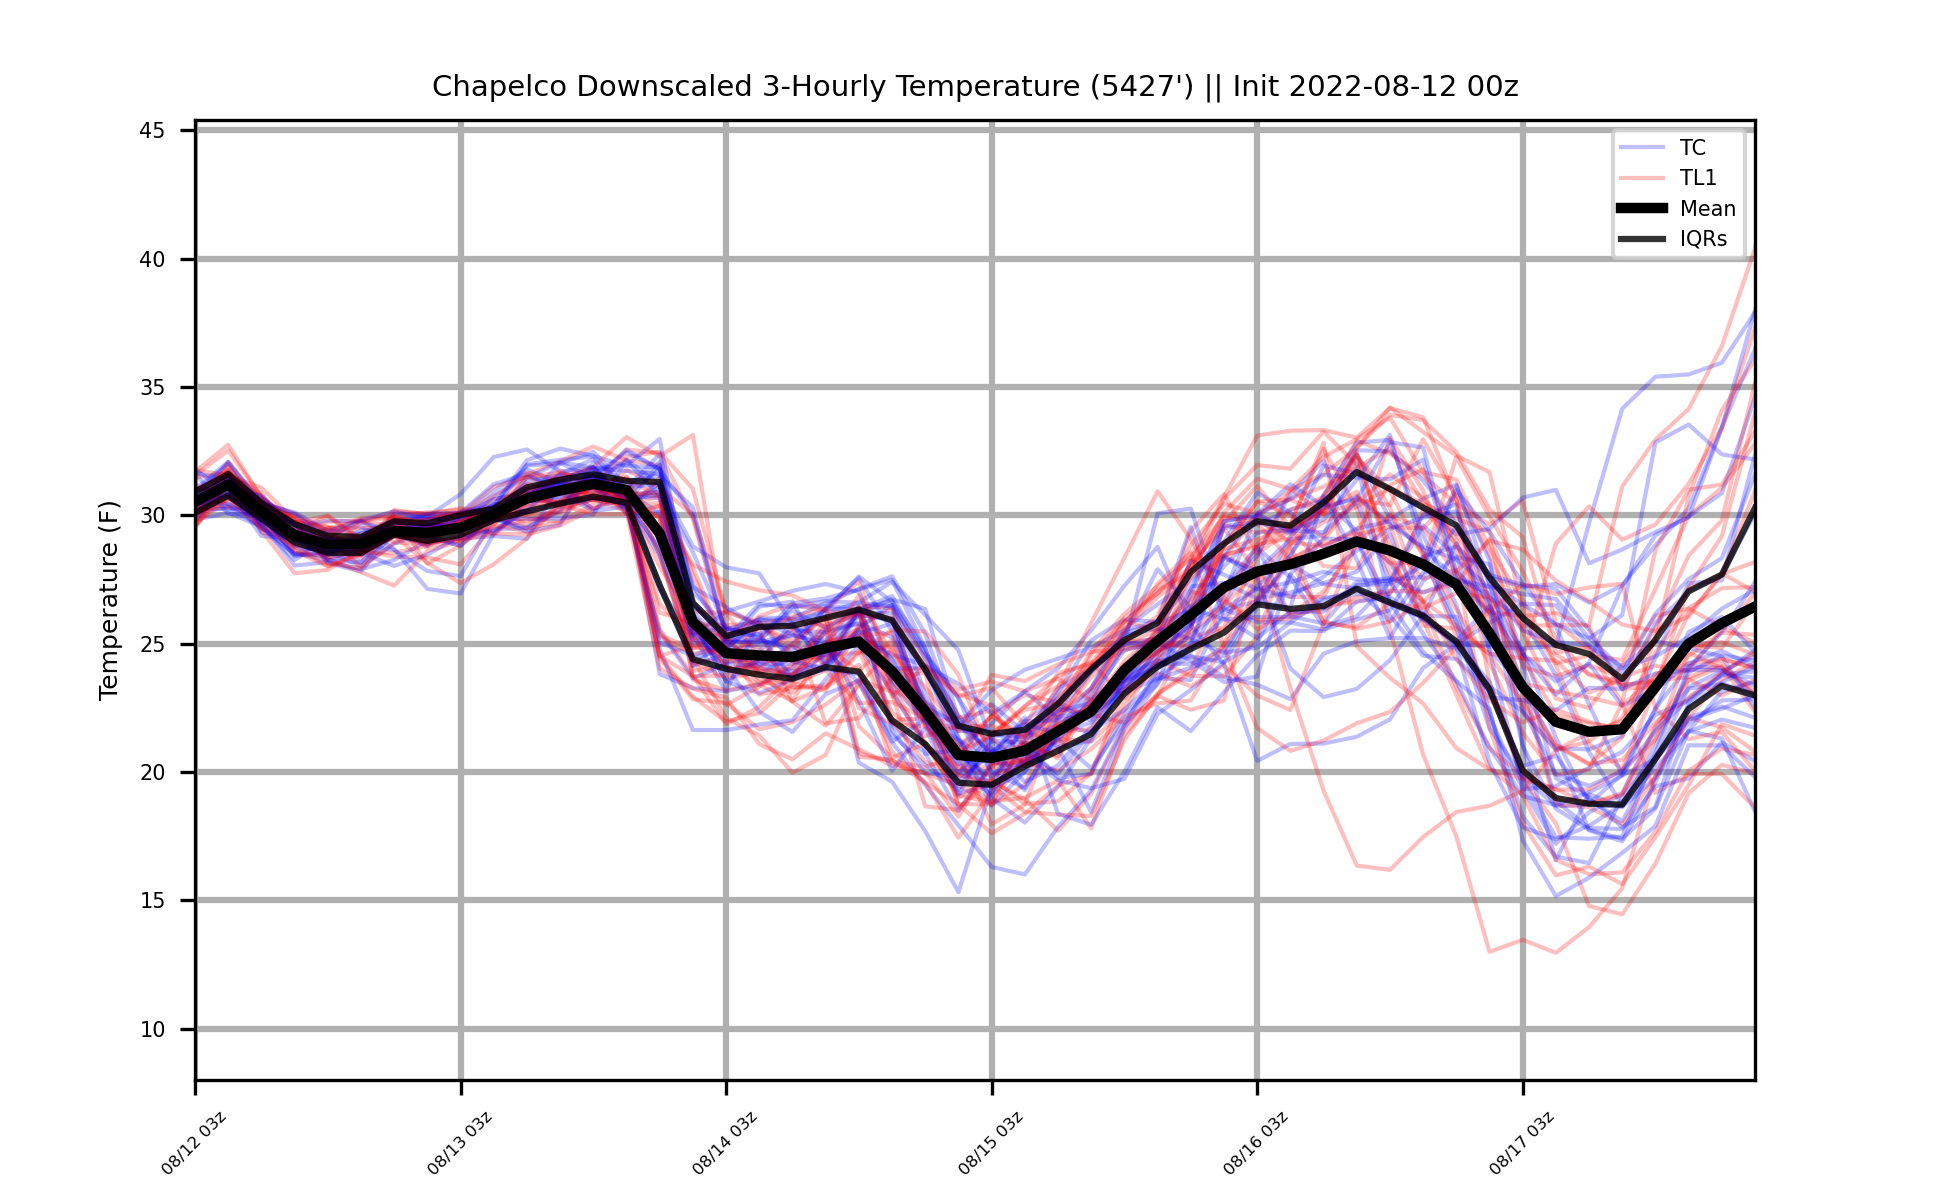 Chapelco Downscaled 3-Hourly Temperature (5427') || Init 2022-08-12 00z
Temperature (F)
45
40
35
30
25
20
15
10
TC
TL1
Mean
IQRs
08/12 03z
08/13 03z
08/14 03z
08/15 03z
08/16 03z
08/17 03z